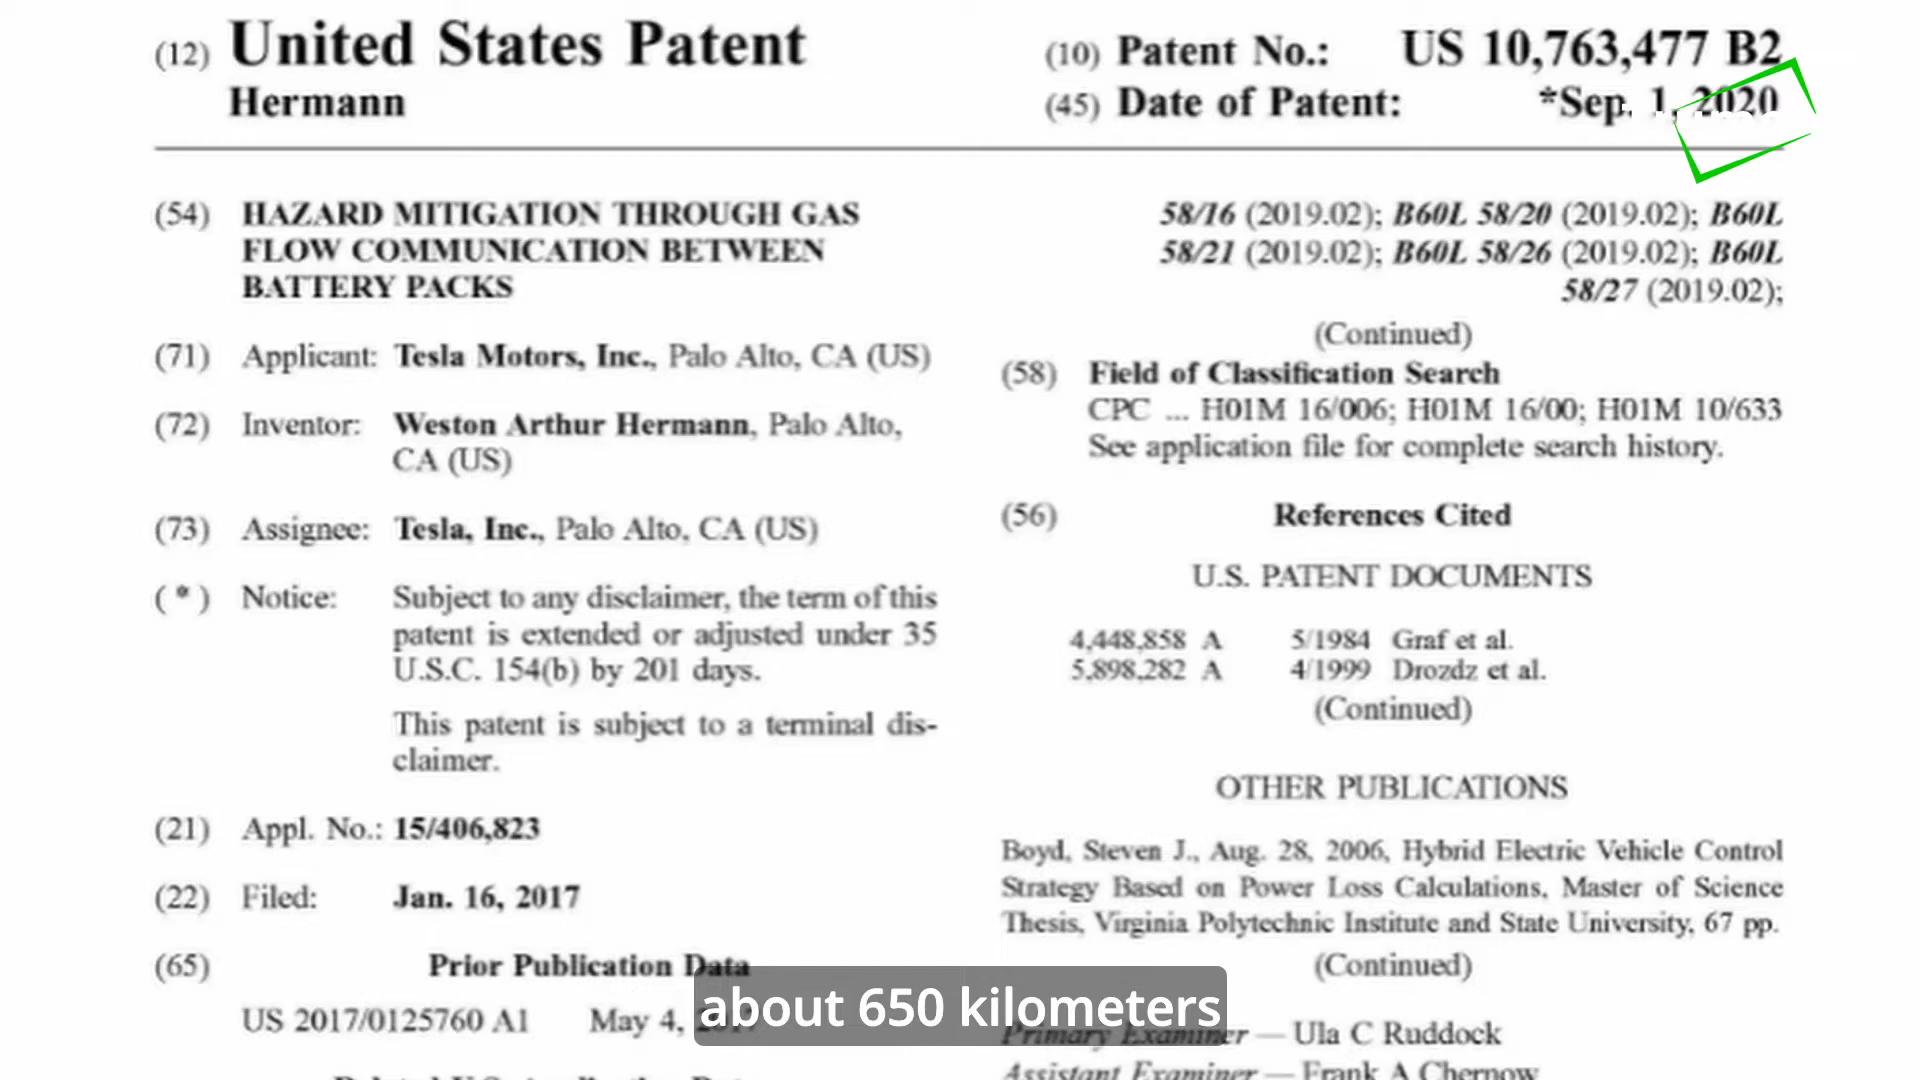 (12) United States Patent
Hermann
(10) Patent No.: US 10,763,477 B2
(45) Date of Patent: *Sep. 1, 2020
(54) HAZARD MITIGATION THROUGH GAS
FLOW COMMUNICATION BETWEEN
BATTERY PACKS
(71) Applicant: Tesla Motors, Inc., Palo Alto, CA (US)
(72) Inventor: Weston Arthur Hermann, Palo Alto,
CA (US)
(73) Assignee: Tesla, Inc., Palo Alto, CA (US)
( * ) Notice: Subject to any disclaimer, the term of this
patent is extended or adjusted under 35
U.S.C. 154(b) by 201 days.
This patent is subject to a terminal dis-
claimer.
(21) Appl. No.: 15/406,823
(22) Filed: Jan. 16, 2017
(65) Prior Publication Data
US 2017/0125760 A1 May 4, 2017
58/16 (2019.02); B60L 58/20 (2019.02); B60L
58/21 (2019.02); B60L 58/26 (2019.02); B60L
58/27 (2019.02);
(Continued)
(58) Field of Classification Search
CPC ... H01M 16/006; H01M 16/00; H01M 10/633
See application file for complete search history.
(56) References Cited
U.S. PATENT DOCUMENTS
4,448,858 A 5/1984 Graf et al.
5,898,282 A 4/1999 Drozdz et al.
(Continued)
OTHER PUBLICATIONS
Boyd, Steven J., Aug. 28, 2006, Hybrid Electric Vehicle Control
Strategy Based on Power Loss Calculations, Master of Science
Thesis, Virginia Polytechnic Institute and State University, 67 pp.
(Continued)
Primary Examiner — Ula C Ruddock
Assistant Examiner — Frank A Chernow
about 650 kilometers